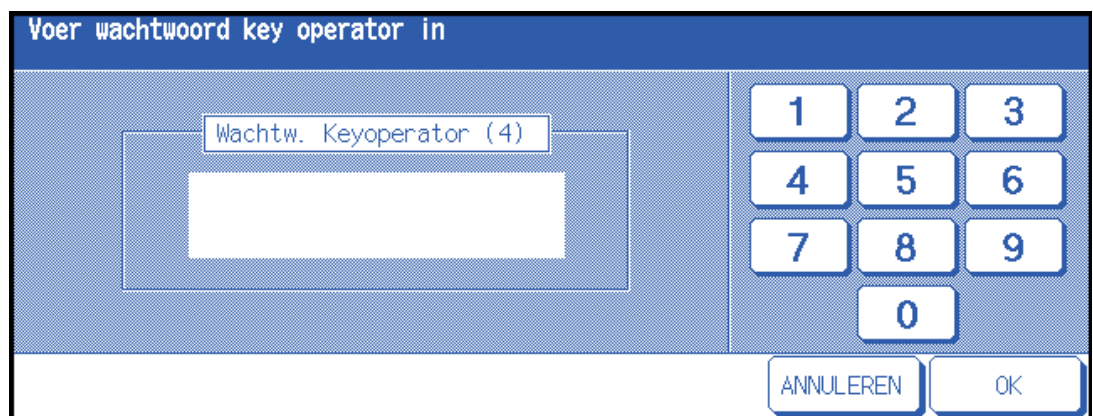 Voer wachtwoord key operator in
Wachtw. Keyoperator (4)
1 2 3
4 5 6
7 8 9
0
ANNULEREN OK